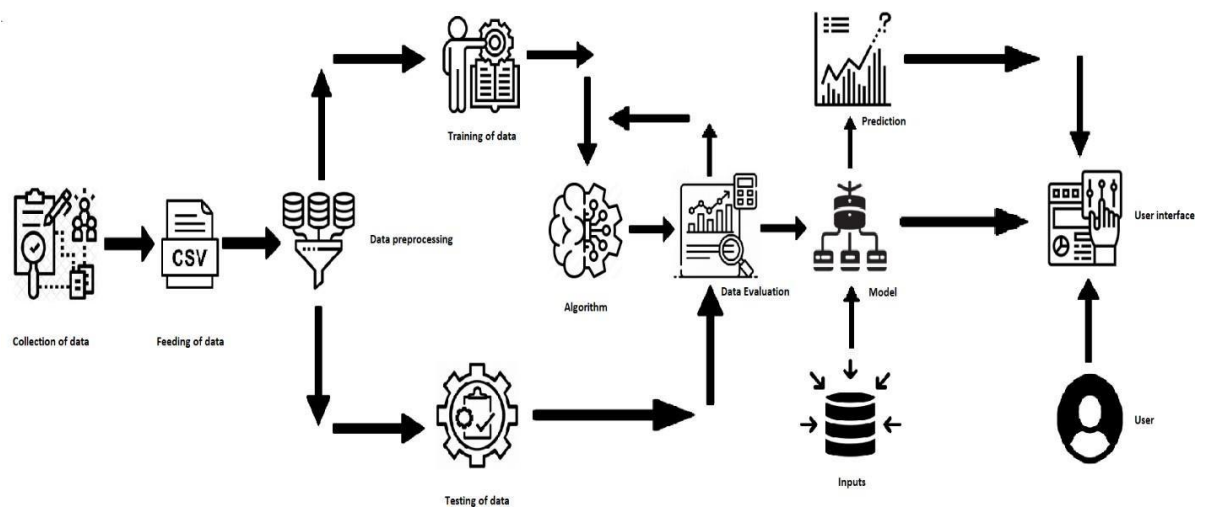 Collection of data
CSV
Feeding of data
Data preprocessing
Training of data
Testing of data
Algorithm
Data Evaluation
?
Prediction
Model
Inputs
User interface
User